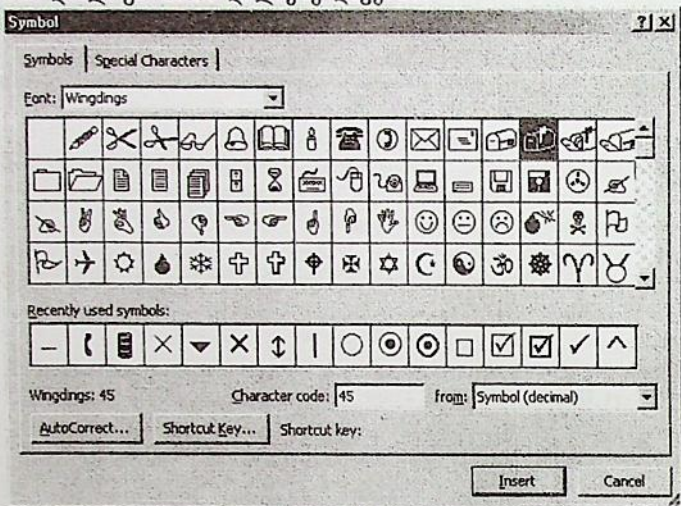 Symbol
Symbols
Special Characters
Font: Wingdings
Recently used symbols:
Wingdings: 45
Character code: 45
from: Symbol (decimal)
AutoCorrect...
Shortcut Key...
Shortcut key:
Insert
Cancel